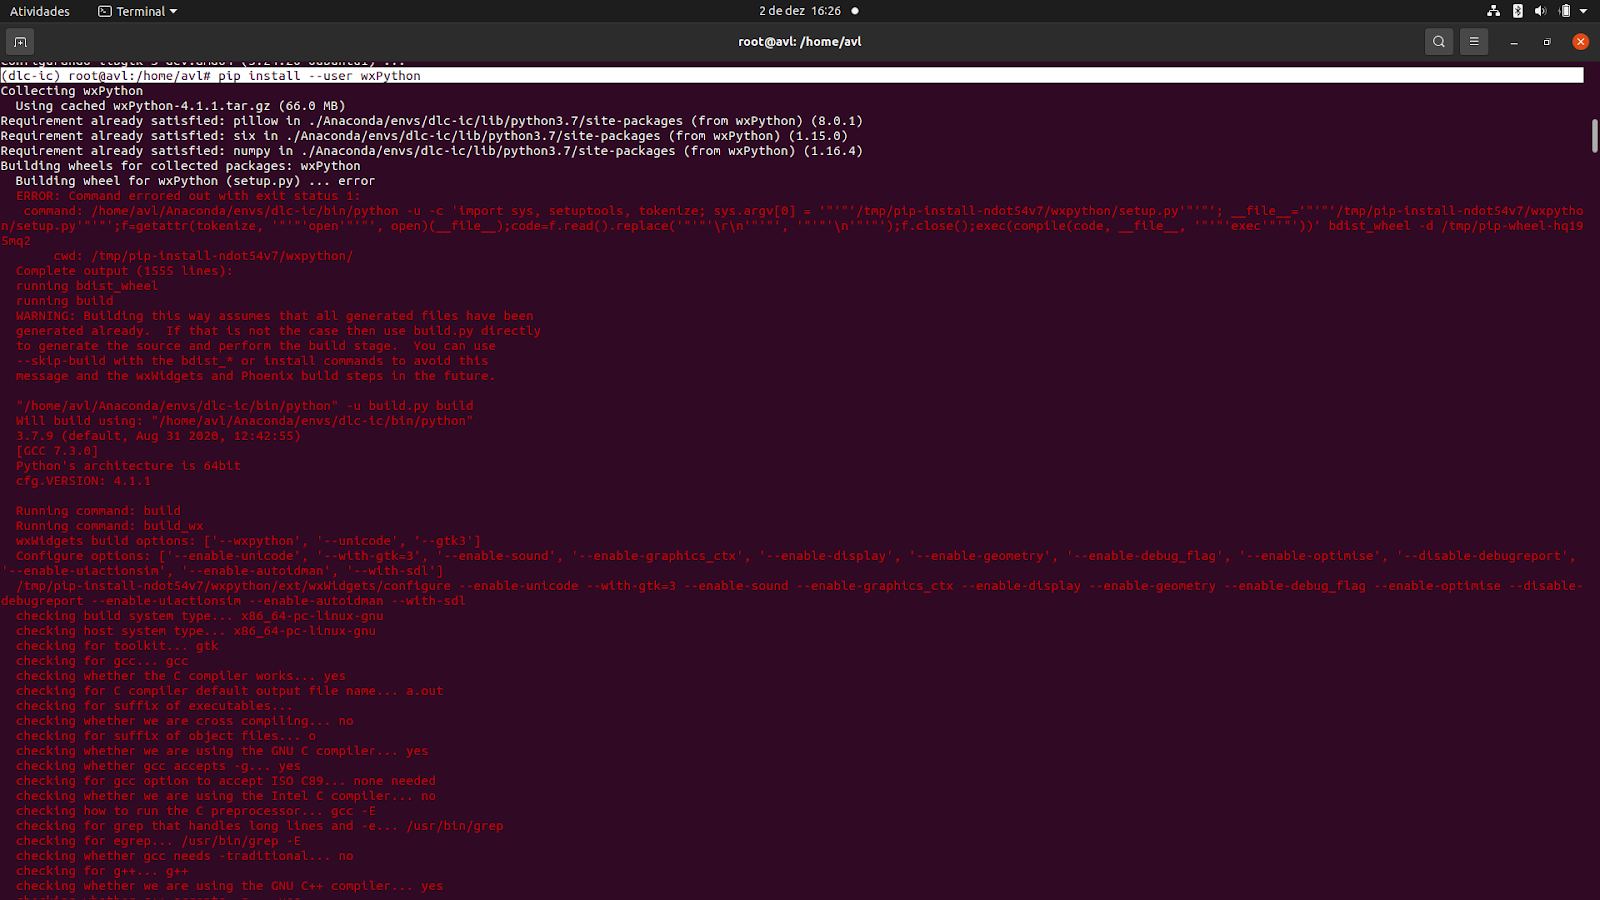 Atividades
Terminal
2 de dez 16:26
root@avl: /home/avl
(dlc-ic) root@avl:/home/avl# pip install --user wxPython
Collecting wxPython
  Using cached wxPython-4.1.1.tar.gz (66.0 MB)
Requirement already satisfied: pillow in ./Anaconda/envs/dlc-ic/lib/python3.7/site-packages (from wxPython) (8.0.1)
Requirement already satisfied: six in ./Anaconda/envs/dlc-ic/lib/python3.7/site-packages (from wxPython) (1.15.0)
Requirement already satisfied: numpy in ./Anaconda/envs/dlc-ic/lib/python3.7/site-packages (from wxPython) (1.16.4)
Building wheels for collected packages: wxPython
  Building wheel for wxPython (setup.py) ... error
  ERROR: Command errored out with exit status 1:
   command: /home/avl/Anaconda/envs/dlc-ic/bin/python -u -c 'import sys, setuptools, tokenize; sys.argv[0] = '"'"'/tmp/pip-install-ndot54v7/wxpython/setup.py'"'"'; __file__='"'"'/tmp/pip-install-ndot54v7/wxpytho
n/setup.py'"'"';f=getattr(tokenize, '"'"'open'"'"', open)(__file__);code=f.read().replace('"'"'\r\n'"'"', '"'"'\n'"'"');f.close();exec(compile(code, __file__, '"'"'exec'"'"'))' bdist_wheel -d /tmp/pip-wheel-hq19
5mq2
       cwd: /tmp/pip-install-ndot54v7/wxpython/
  Complete output (1555 lines):
  running bdist_wheel
  running build
  WARNING: Building this way assumes that all generated files have been
  generated already.  If that is not the case then use build.py directly
  to generate the source and perform the build stage.  You can use
  --skip-build with the bdist_* or install commands to avoid this
  message and the wxWidgets and Phoenix build steps in the future.
  "/home/avl/Anaconda/envs/dlc-ic/bin/python" -u build.py build
  Will build using: "/home/avl/Anaconda/envs/dlc-ic/bin/python"
  3.7.9 (default, Aug 31 2020, 12:42:55)
  [GCC 7.3.0]
  Python's architecture is 64bit
  cfg.VERSION: 4.1.1
  Running command: build
  Running command: build_wx
  wxWidgets build options: ['--wxpython', '--unicode', '--gtk3']
  Configure options: ['--enable-unicode', '--with-gtk=3', '--enable-sound', '--enable-graphics_ctx', '--enable-display', '--enable-geometry', '--enable-debug_flag', '--enable-optimise', '--disable-debugreport',
'--enable-uiactionsim', '--enable-autoidman', '--with-sdl']
  /tmp/pip-install-ndot54v7/wxpython/ext/wxWidgets/configure --enable-unicode --with-gtk=3 --enable-sound --enable-graphics_ctx --enable-display --enable-geometry --enable-debug_flag --enable-optimise --disable-
debugreport --enable-uiactionsim --enable-autoidman --with-sdl
  checking build system type... x86_64-pc-linux-gnu
  checking host system type... x86_64-pc-linux-gnu
  checking for toolkit... gtk
  checking for gcc... gcc
  checking whether the C compiler works... yes
  checking for C compiler default output file name... a.out
  checking for suffix of executables...
  checking whether we are cross compiling... no
  checking for suffix of object files... o
  checking whether we are using the GNU C compiler... yes
  checking whether gcc accepts -g... yes
  checking for gcc option to accept ISO C89... none needed
  checking whether we are using the Intel C compiler... no
  checking how to run the C preprocessor... gcc -E
  checking for grep that handles long lines and -e... /usr/bin/grep
  checking for egrep... /usr/bin/grep -E
  checking whether gcc needs -traditional... no
  checking for g++... g++
  checking whether we are using the GNU C++ compiler... yes